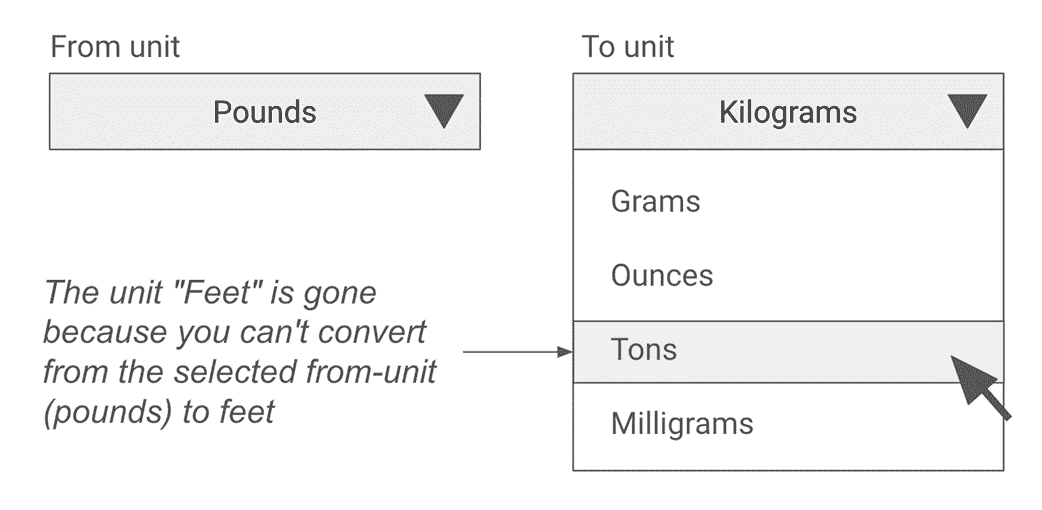 From unit
To unit
Pounds
Kilograms
Grams
Ounces
The unit "Feet" is gone
because you can't convert
from the selected from-unit
(pounds) to feet
Tons
Milligrams